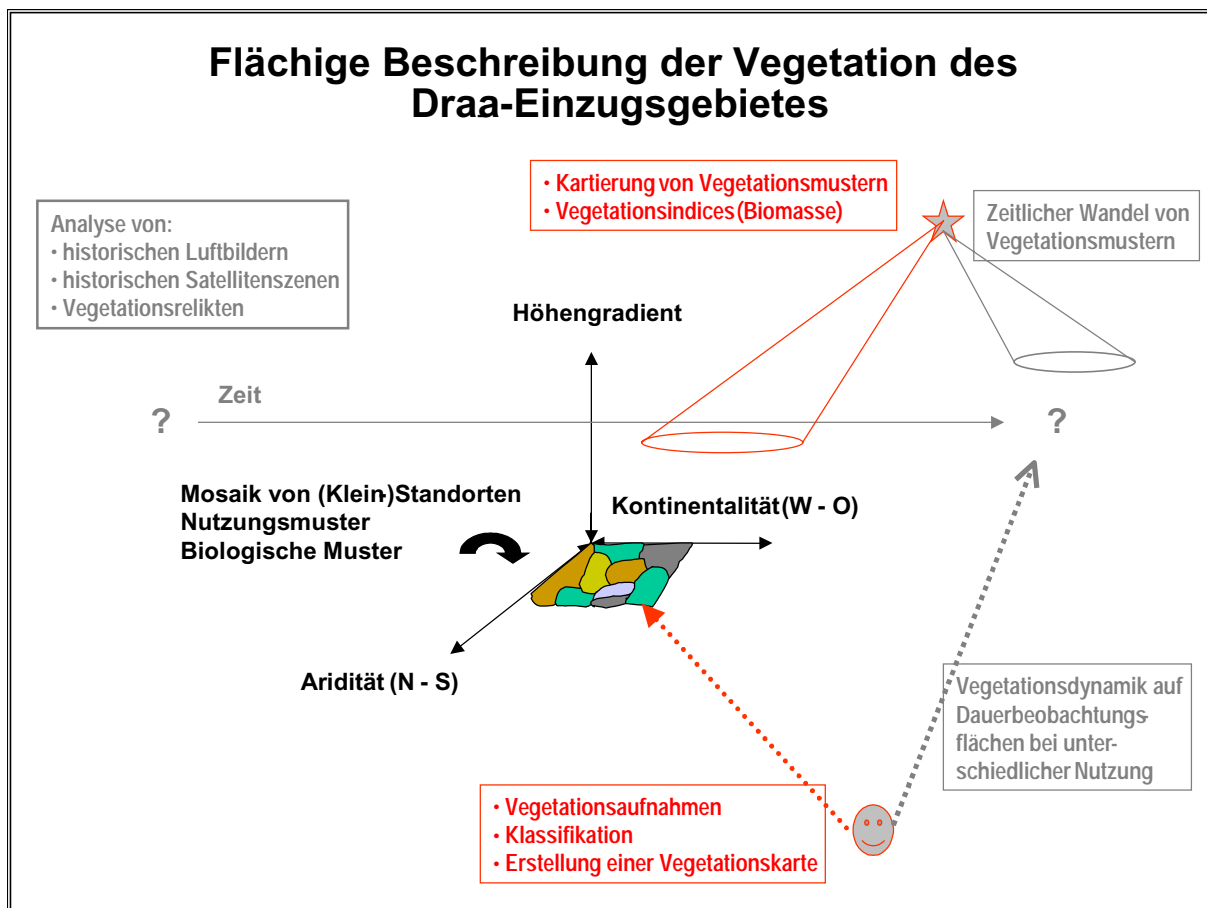 Flächige Beschreibung der Vegetation des
Draa-Einzugsgebietes
• Kartierung von Vegetationsmustern
• Vegetationsindices (Biomasse)
Analyse von:
• historischen Luftbildern
• historischen Satellitenszenen
• Vegetationsrelikten
Zeitlicher Wandel von
Vegetationsmustern
Höhengradient
Zeit
?
?
Mosaik von (Klein-)Standorten
Nutzungsmuster
Biologische Muster
Kontinentalität (W - O)
Aridität (N - S)
Vegetationsdynamik auf
Dauerbeobachtungs-
flächen bei unter-
schiedlicher Nutzung
• Vegetationsaufnahmen
• Klassifikation
• Erstellung einer Vegetationskarte